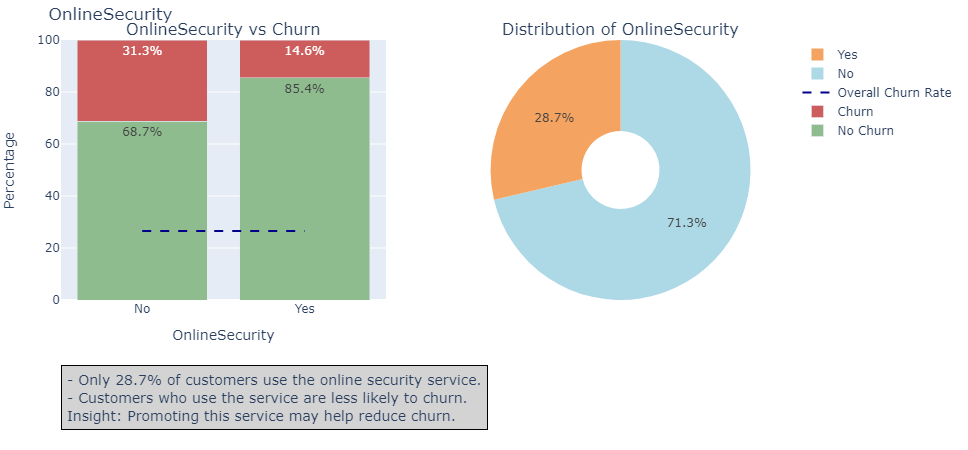 OnlineSecurity
OnlineSecurity vs Churn
100
80
60
40
20
0
Percentage
31.3%
68.7%
14.6%
85.4%
No
Yes
OnlineSecurity
Distribution of OnlineSecurity
28.7%
71.3%
Yes
No
Overall Churn Rate
Churn
No Churn
- Only 28.7% of customers use the online security service.
- Customers who use the service are less likely to churn.
Insight: Promoting this service may help reduce churn.